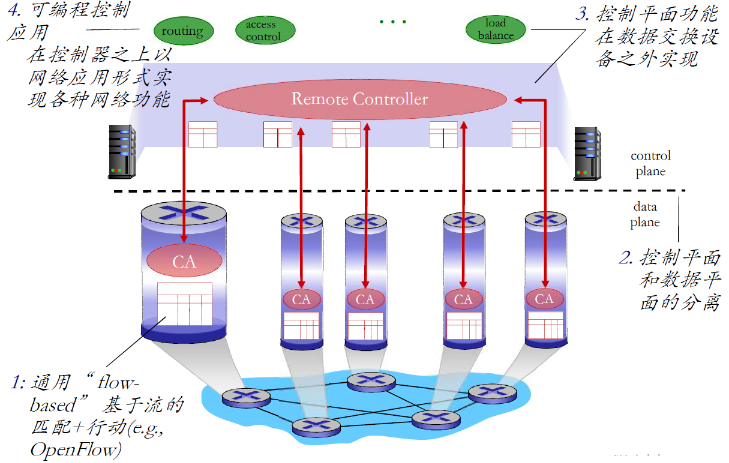 4. 可编程控制
应用
在控制器之上以
网络应用形式实
现各种网络功能
routing
access
control
...
load
balance
3. 控制平面功能
在数据交换设
备之外实现
Remote Controller
control
plane
data
plane
CA
CA
CA
CA
CA
2. 控制平面
和数据平
面的分离
1: 通用“flow-
based” 基于流的
匹配+行动(e.g.,
OpenFlow)